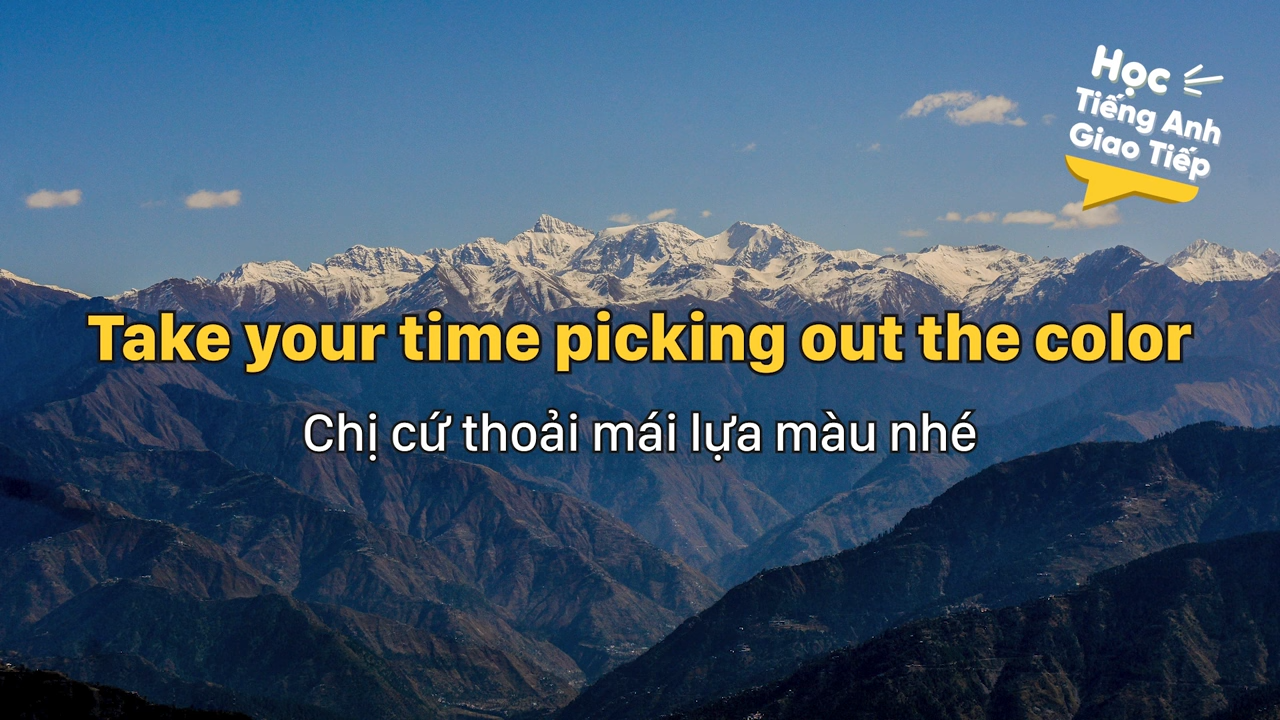 Học
Tiếng Anh
Giao Tiếp
Take your time picking out the color
Chị cứ thoải mái lựa màu nhé